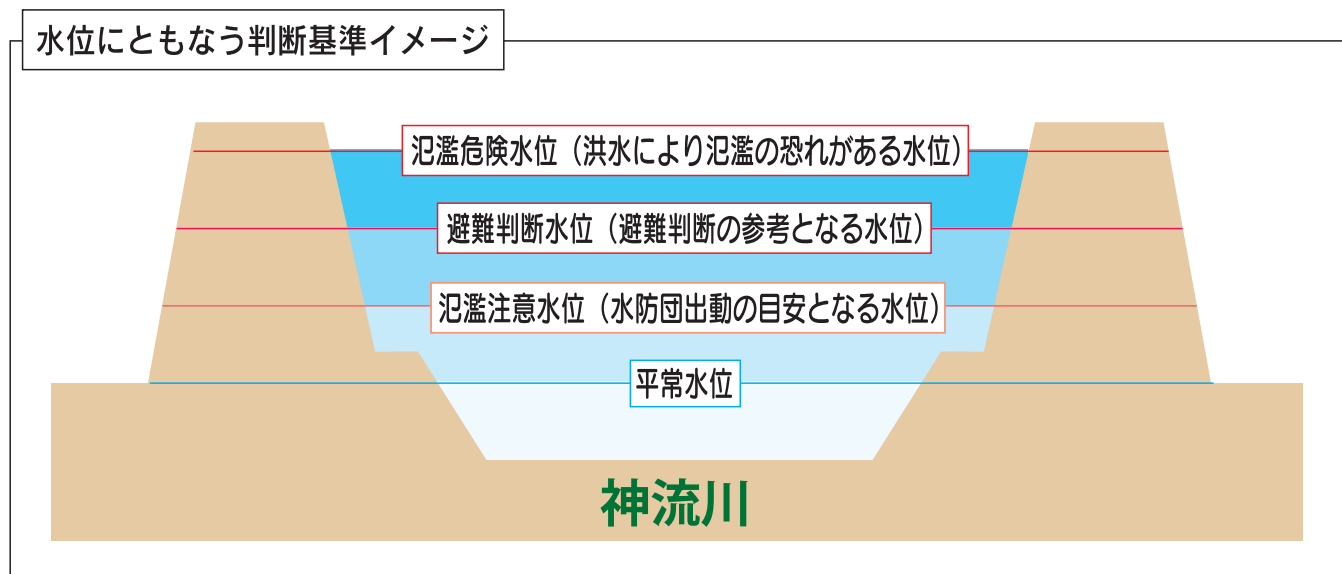 水位にともなう判断基準イメージ
氾濫危険水位（洪水により氾濫の恐れがある水位）
避難判断水位（避難判断の参考となる水位）
氾濫注意水位（水防団出動の目安となる水位）
平常水位
神流川